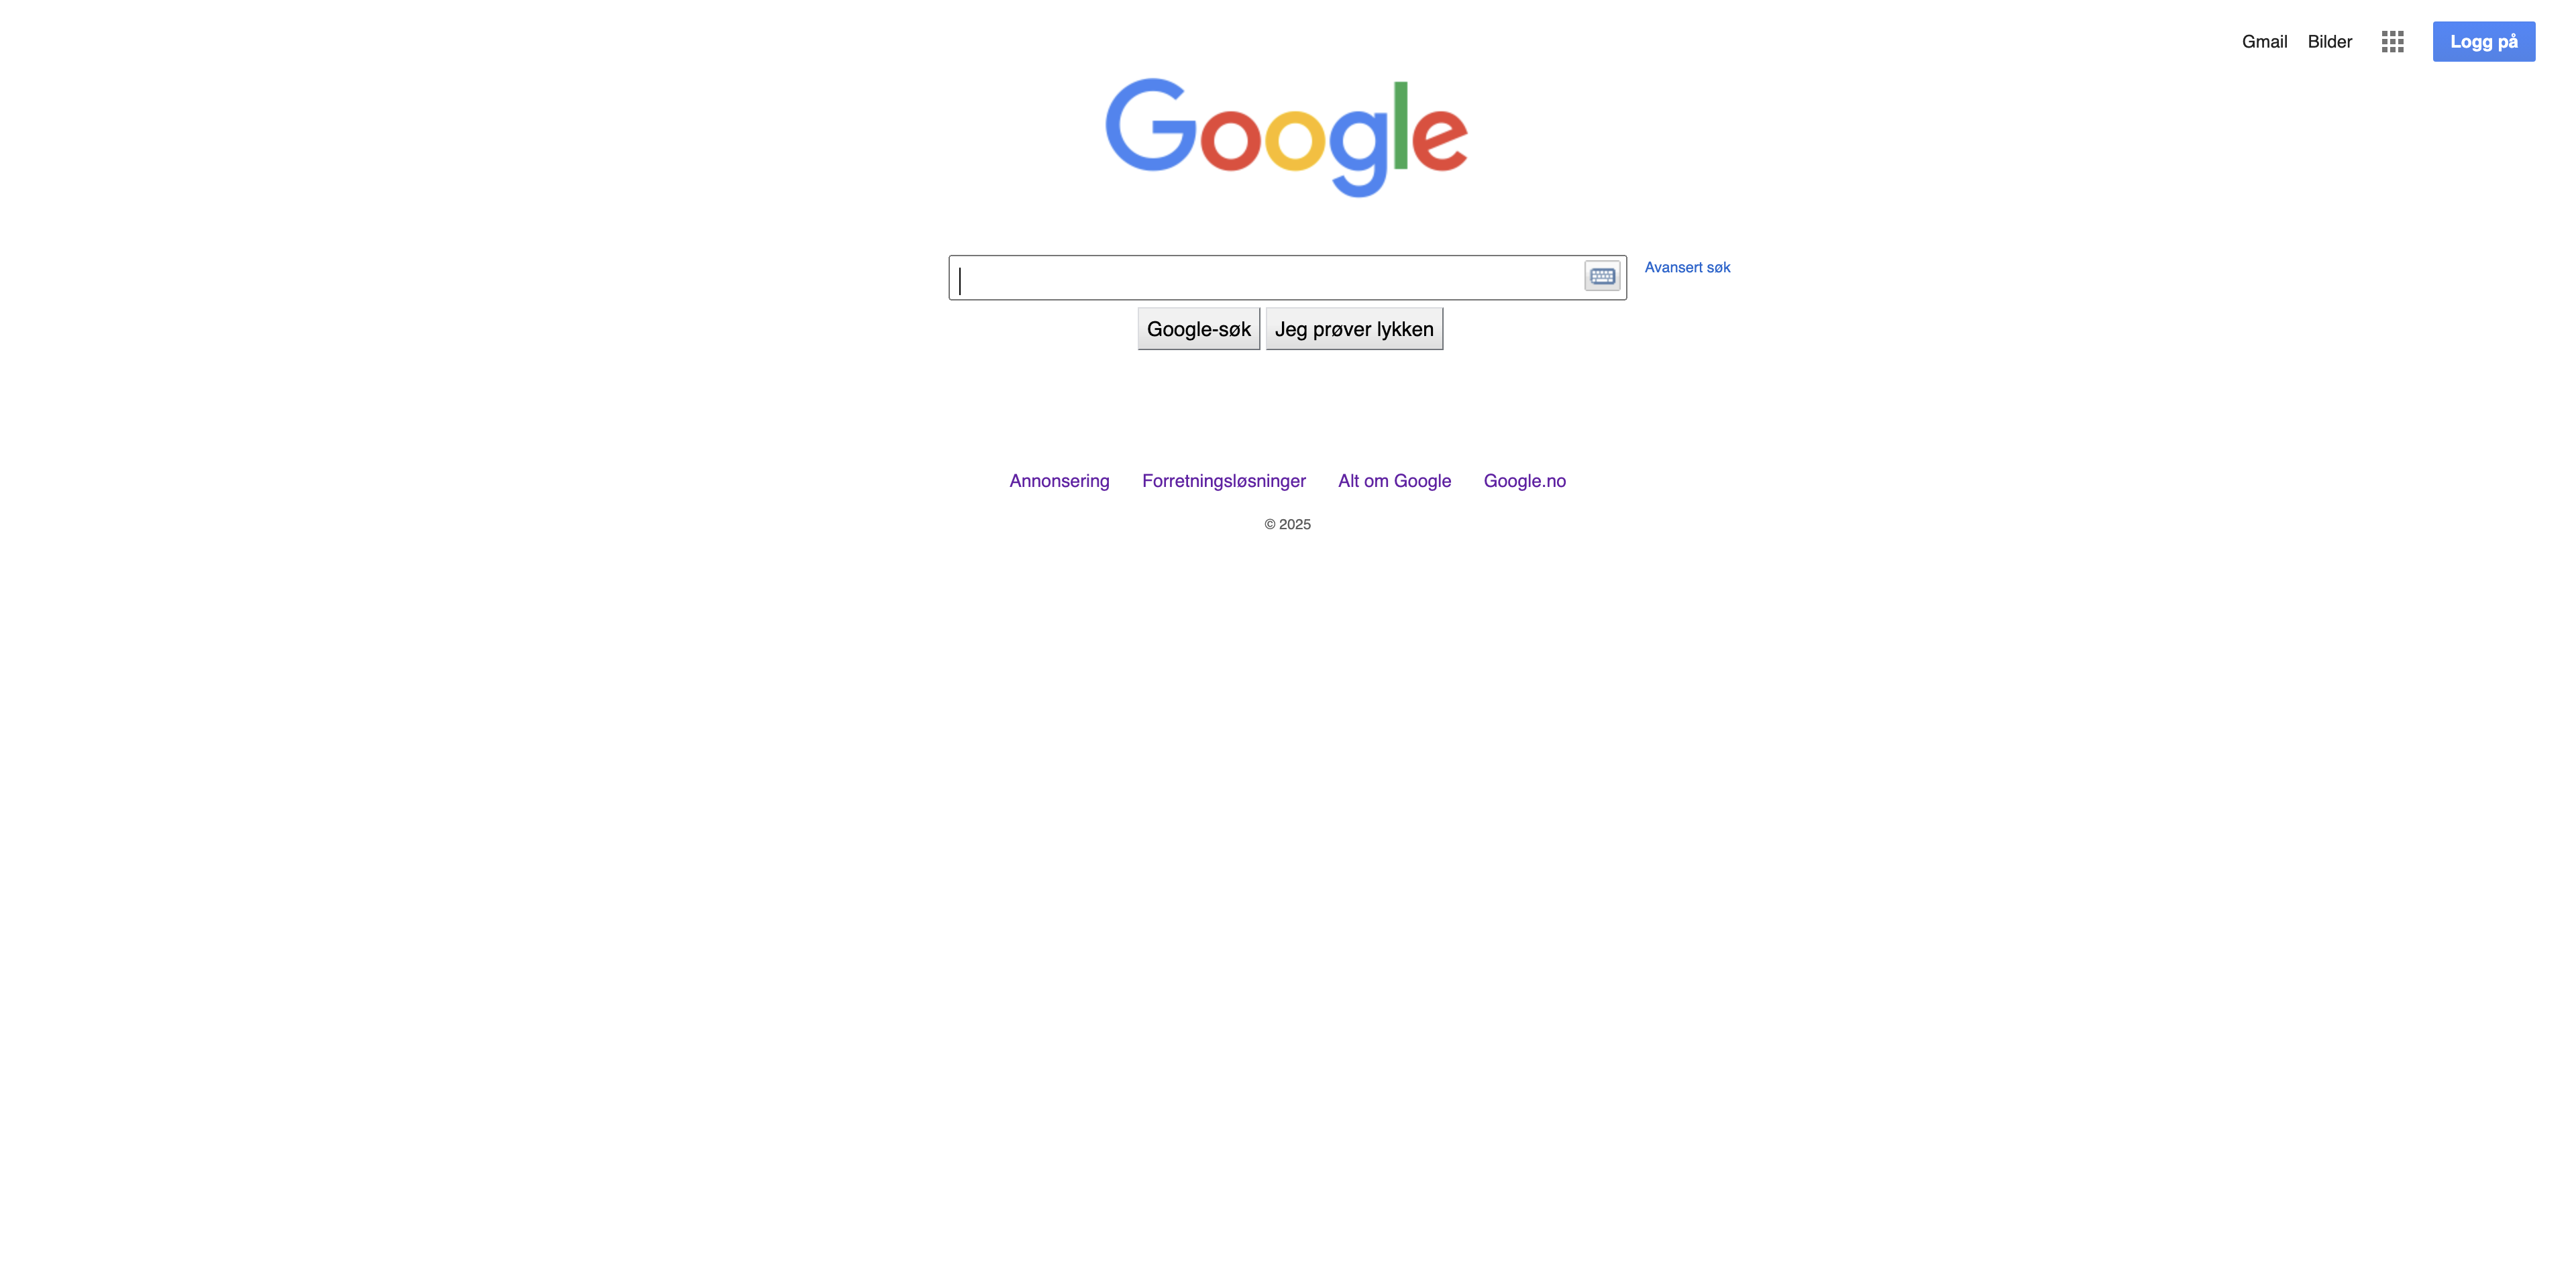 Gmail Bilder Logg på
Google
Avansert søk
Google-søk Jeg prøver lykken
Annonsering Forretningsløsninger Alt om Google Google.no
© 2025